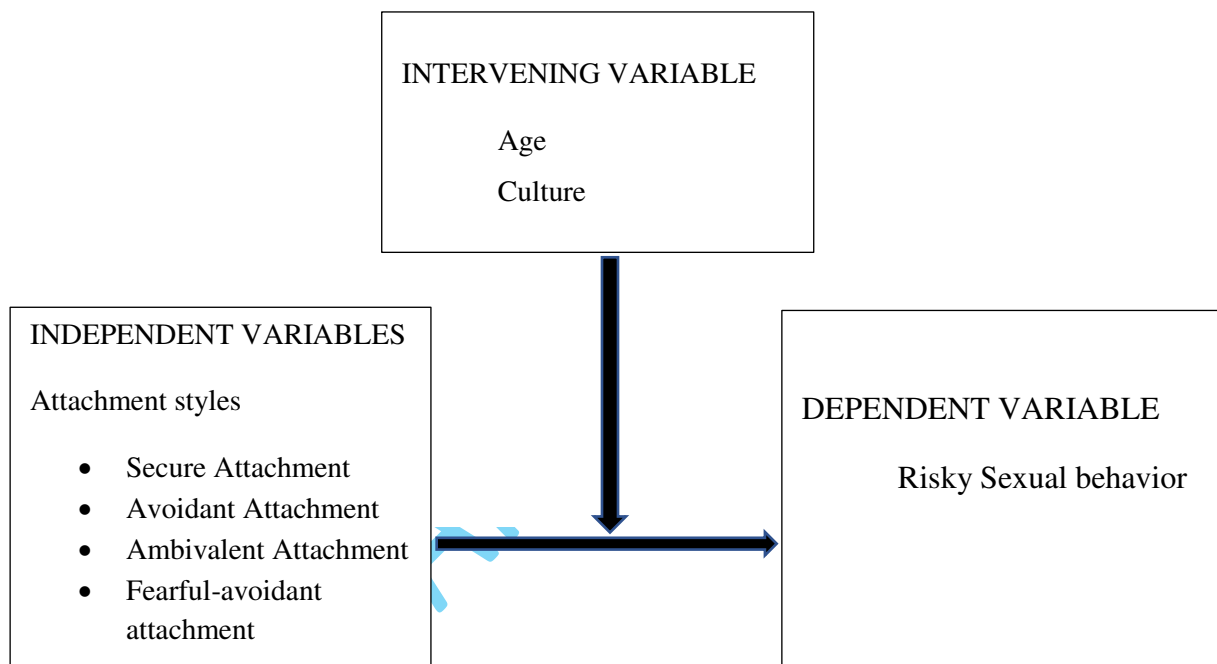 INTERVENING VARIABLE
Age
Culture
INDEPENDENT VARIABLES
Attachment styles
• Secure Attachment
• Avoidant Attachment
• Ambivalent Attachment
• Fearful-avoidant
attachment
DEPENDENT VARIABLE
Risky Sexual behavior